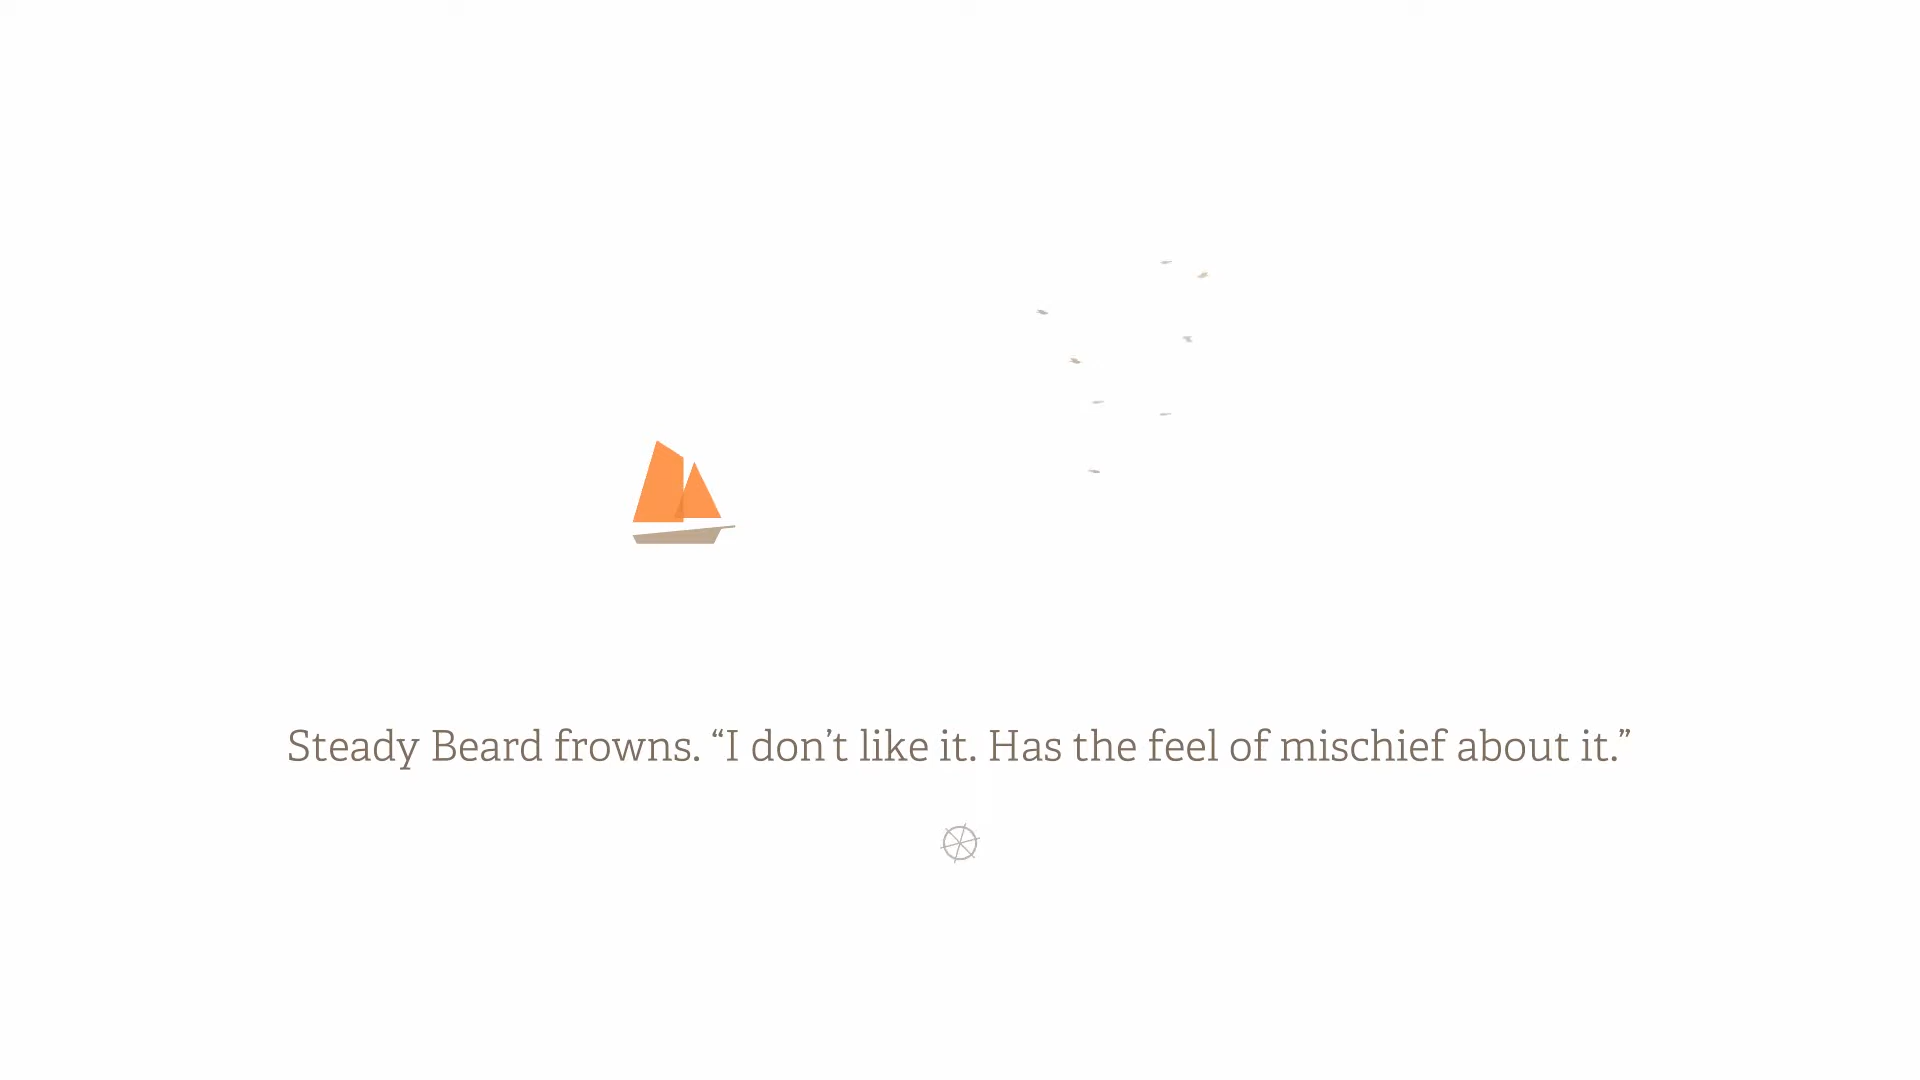 Steady Beard frowns. “I don’t like it. Has the feel of mischief about it.”